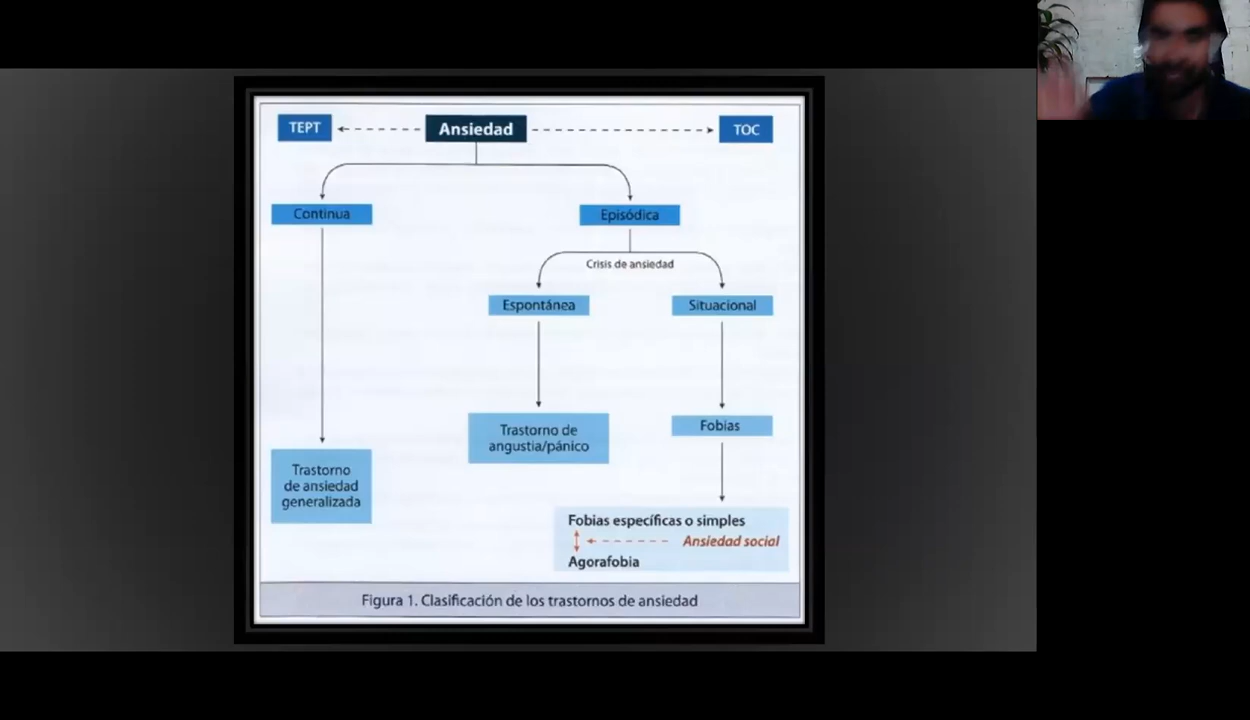 TEPT
Ansiedad
TOC
Continua
Episódica
Crisis de ansiedad
Espontánea
Situacional
Trastorno de
angustia/pánico
Fobias
Trastorno
de ansiedad
generalizada
Fobias específicas o simples
Ansiedad social
Agorafobia
Figura 1. Clasificación de los trastornos de ansiedad